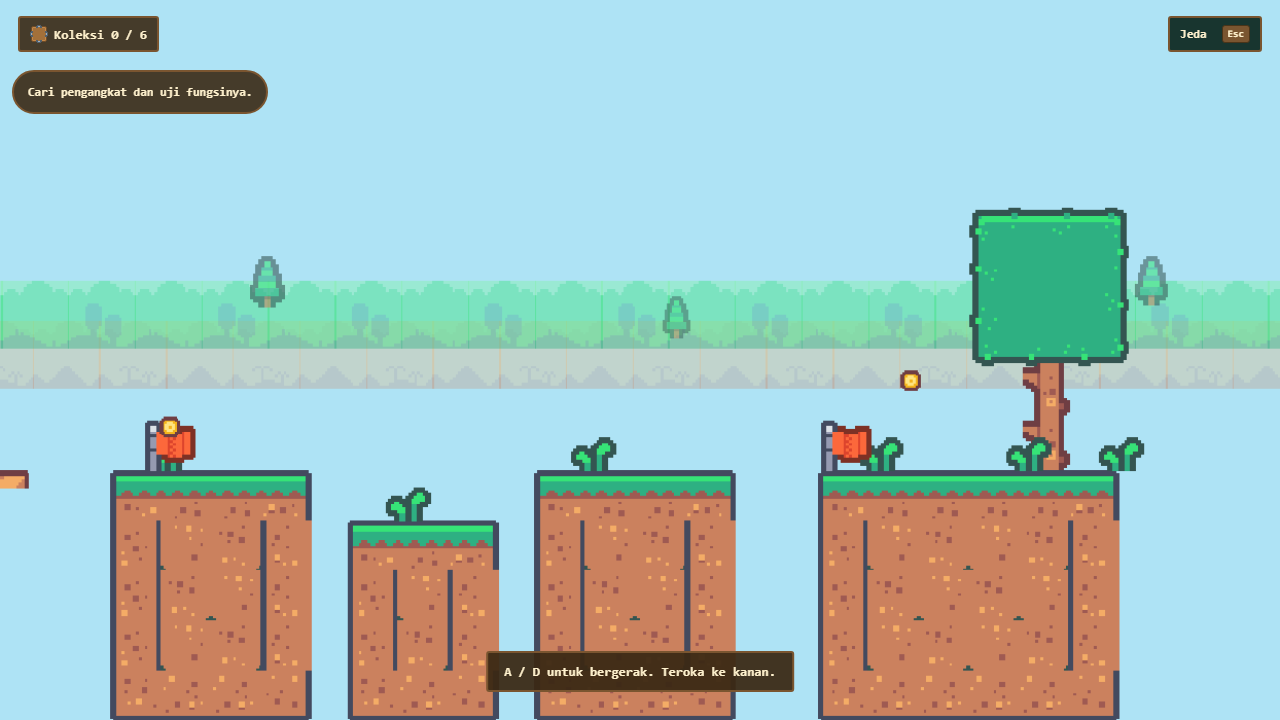 Koleksi 0 / 6
Jeda Esc
Cari pengangkat dan uji fungsinya.
A / D untuk bergerak. Teroka ke kanan.